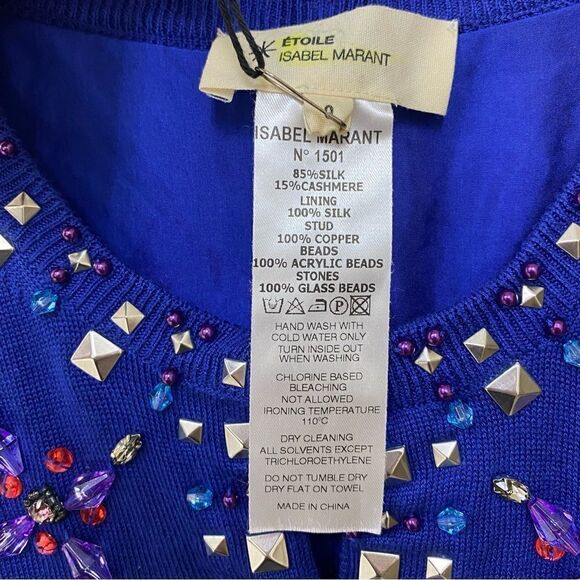 ÉTOILE
ISABEL MARANT
0
ISABEL MARANT
N° 1501
85%SILK
15%CASHMERE
LINING
100% SILK
STUD
100% COPPER
BEADS
100% ACRYLIC BEADS
STONES
100% GLASS BEADS
P
HAND WASH WITH
COLD WATER ONLY
TURN INSIDE OUT
WHEN WASHING
CHLORINE BASED
BLEACHING
NOT ALLOWED
IRONING TEMPERATURE
110°C
DRY CLEANING
ALL SOLVENTS EXCEPT
TRICHLOROETHYLENE
DO NOT TUMBLE DRY
DRY FLAT ON TOWEL
MADE IN CHINA